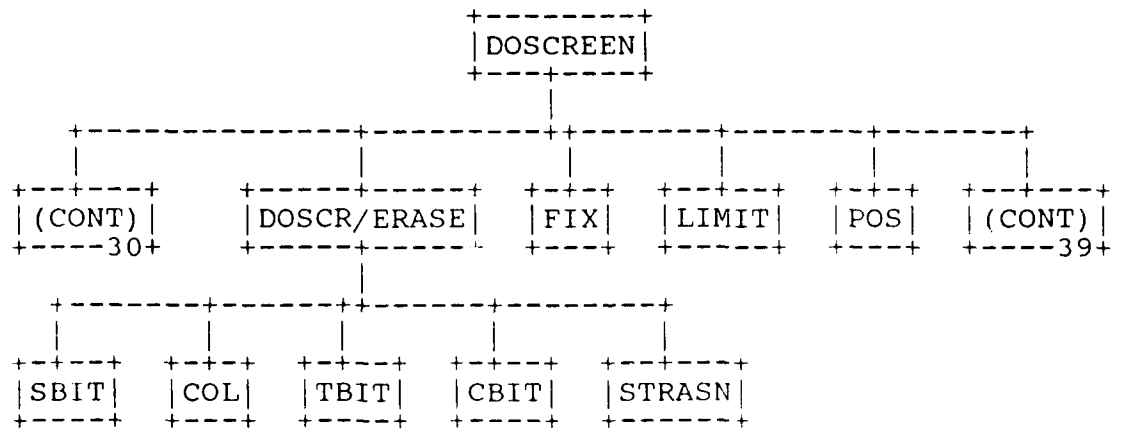 DOSCREEN
(CONT) DOSCR/ERASE FIX LIMIT POS (CONT)
30 39
SBIT COL TBIT CBIT STRASN